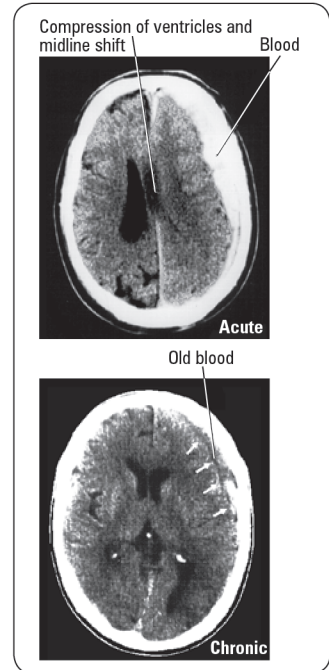 Compression of ventricles and
midline shift
Blood
Acute
Old blood
Chronic